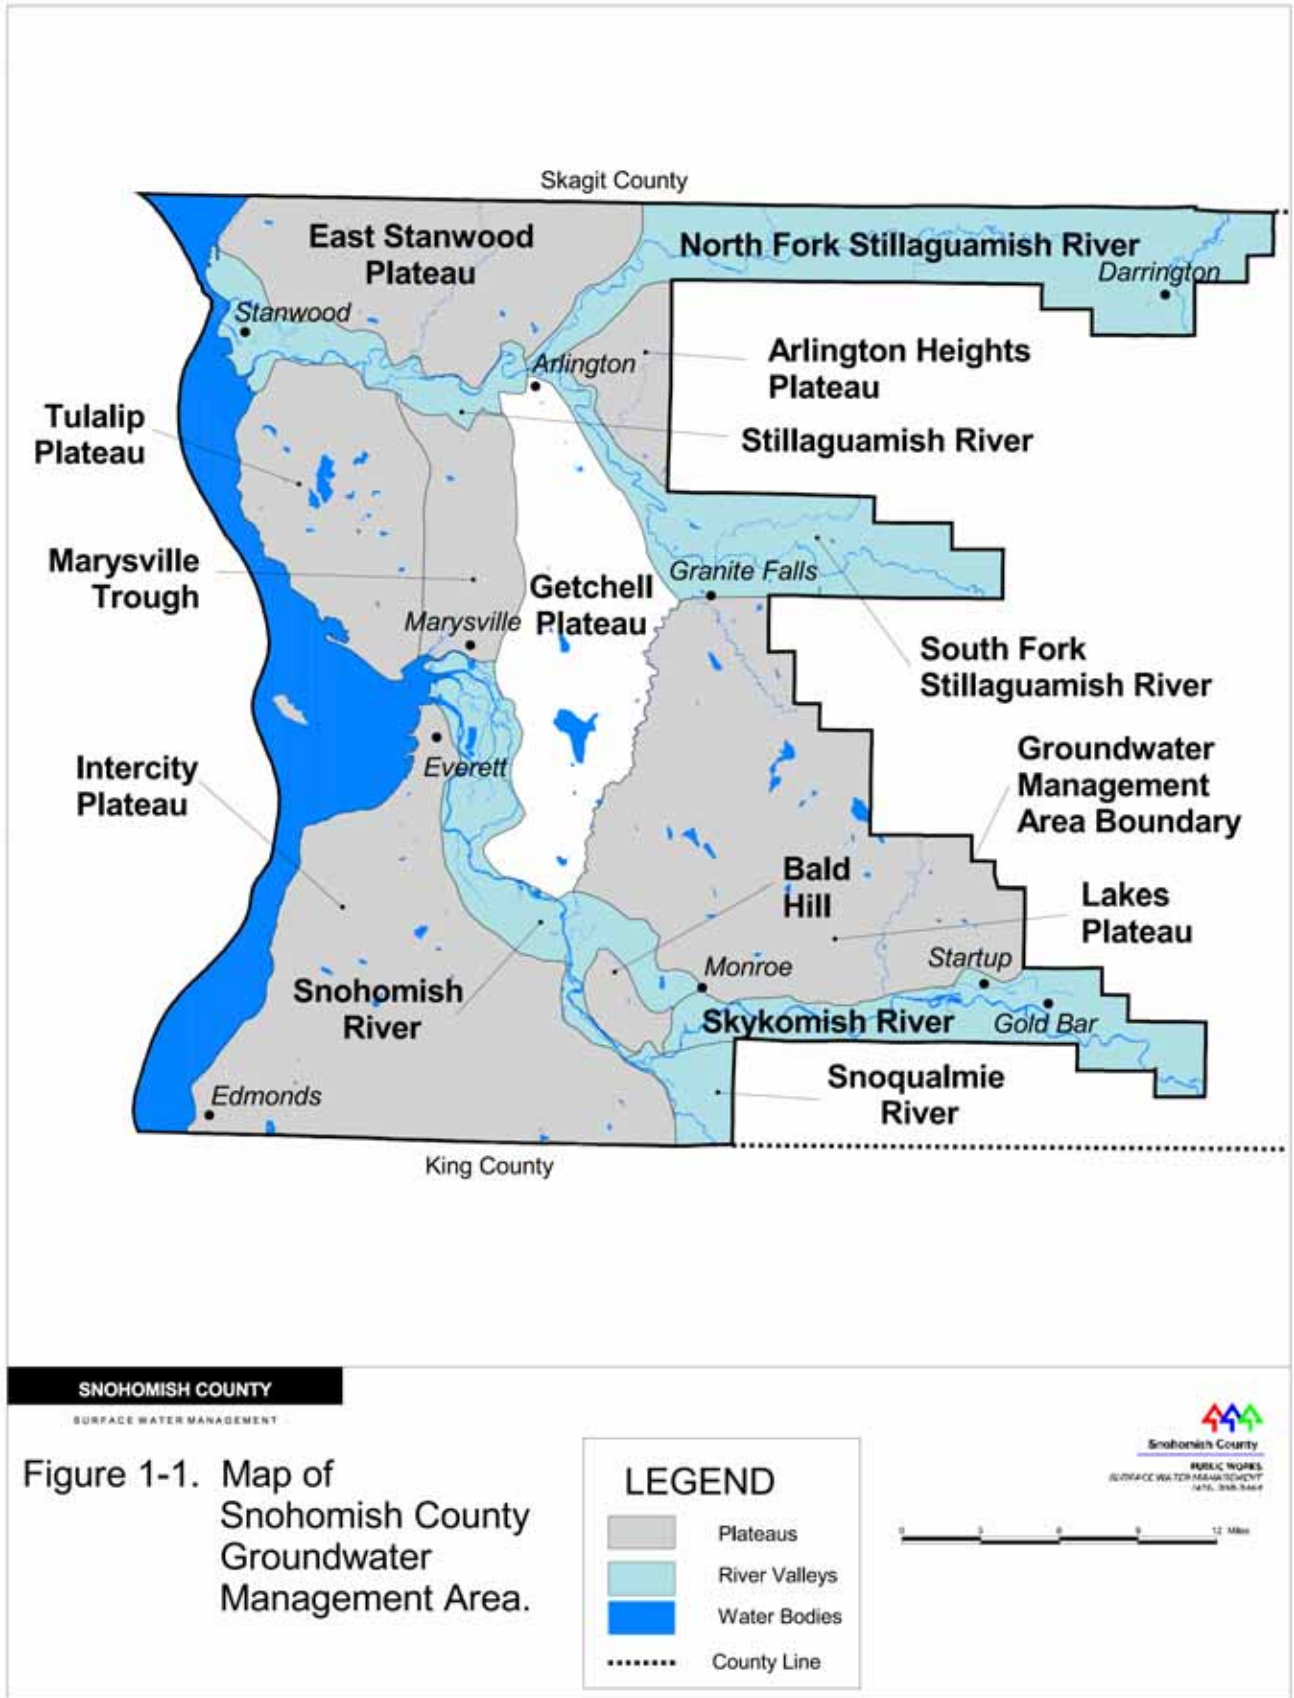 Skagit County
East Stanwood
Plateau
North Fork Stillaguamish River
Darrington
Stanwood
Arlington
Arlington Heights
Plateau
Tulalip
Plateau
Stillaguamish River
Marysville
Trough
Getchell
Plateau
Granite Falls
Marysville
South Fork
Stillaguamish River
Intercity
Plateau
Everett
Groundwater
Management
Area Boundary
Bald
Hill
Lakes
Plateau
Snohomish
River
Monroe
Startup
Skykomish River
Gold Bar
Snoqualmie
River
Edmonds
King County
SNOHOMISH COUNTY
SURFACE WATER MANAGEMENT
Figure 1-1. Map of
Snohomish County
Groundwater
Management Area.
LEGEND
Plateaus
River Valleys
Water Bodies
County Line
Snohomish County
PUBLIC WORKS
SURFACE WATER MANAGEMENT
0 3 6 9 12 Miles